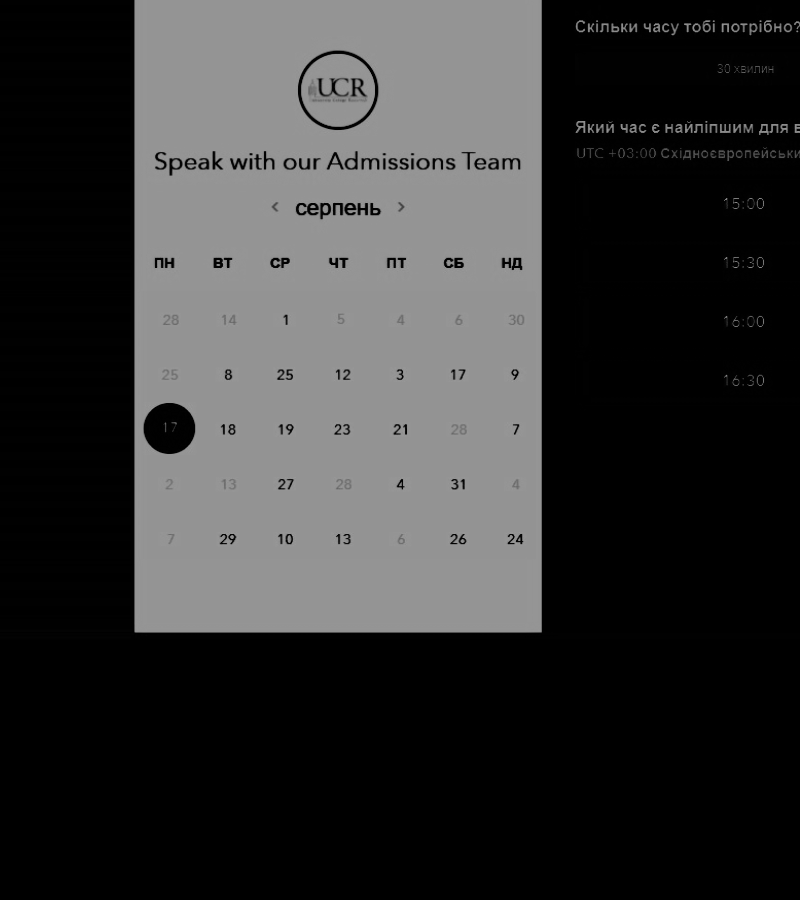 UCR
Speak with our Admissions Team
серпень
ПН ВТ СР ЧТ ПТ СБ НД
28 14 1 5 4 6 30
25 8 25 12 3 17 9
17 18 19 23 21 28 7
2 13 27 28 4 31 4
7 29 10 13 6 26 24
Скільки часу тобі потрібно?
30 хвилин
Який час є найліпшим для в
UTC +03:00 Східноєвропейськи
15:00
15:30
16:00
16:30